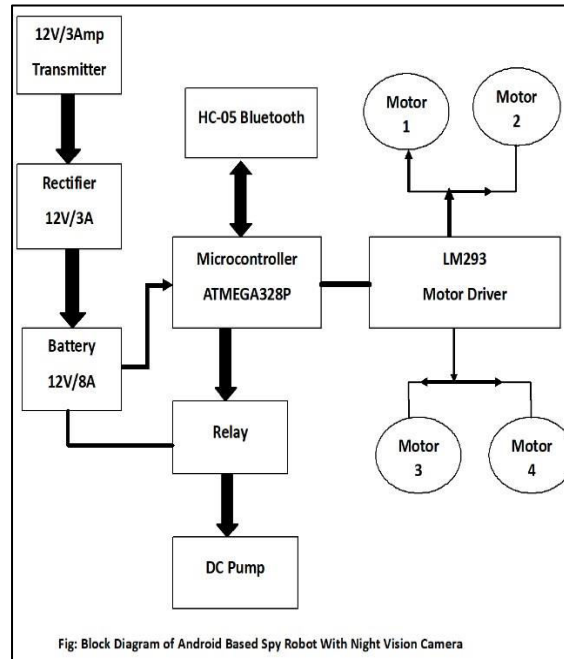 12V/3Amp
Transmitter
HC-05 Bluetooth
Motor
1
Motor
2
Rectifier
12V/3A
Microcontroller
ATMEGA328P
LM293
Motor Driver
Battery
12V/8A
Relay
Motor
3
Motor
4
DC Pump
Fig: Block Diagram of Android Based Spy Robot With Night Vision Camera